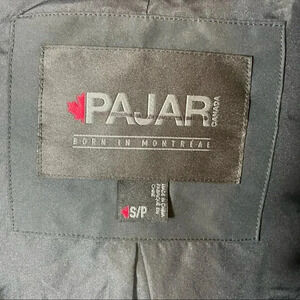 PAJAR
CANADA
BORN IN MONTREAL
S/P